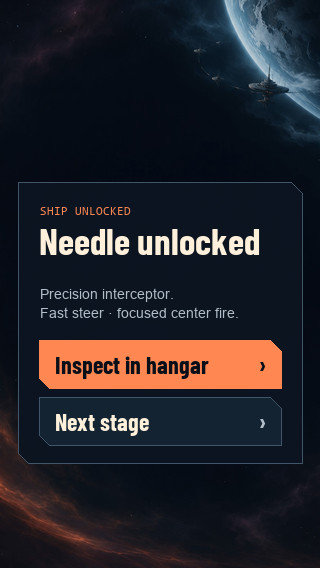 SHIP UNLOCKED
Needle unlocked
Precision interceptor.
Fast steer · focused center fire.
Inspect in hangar ›
Next stage ›